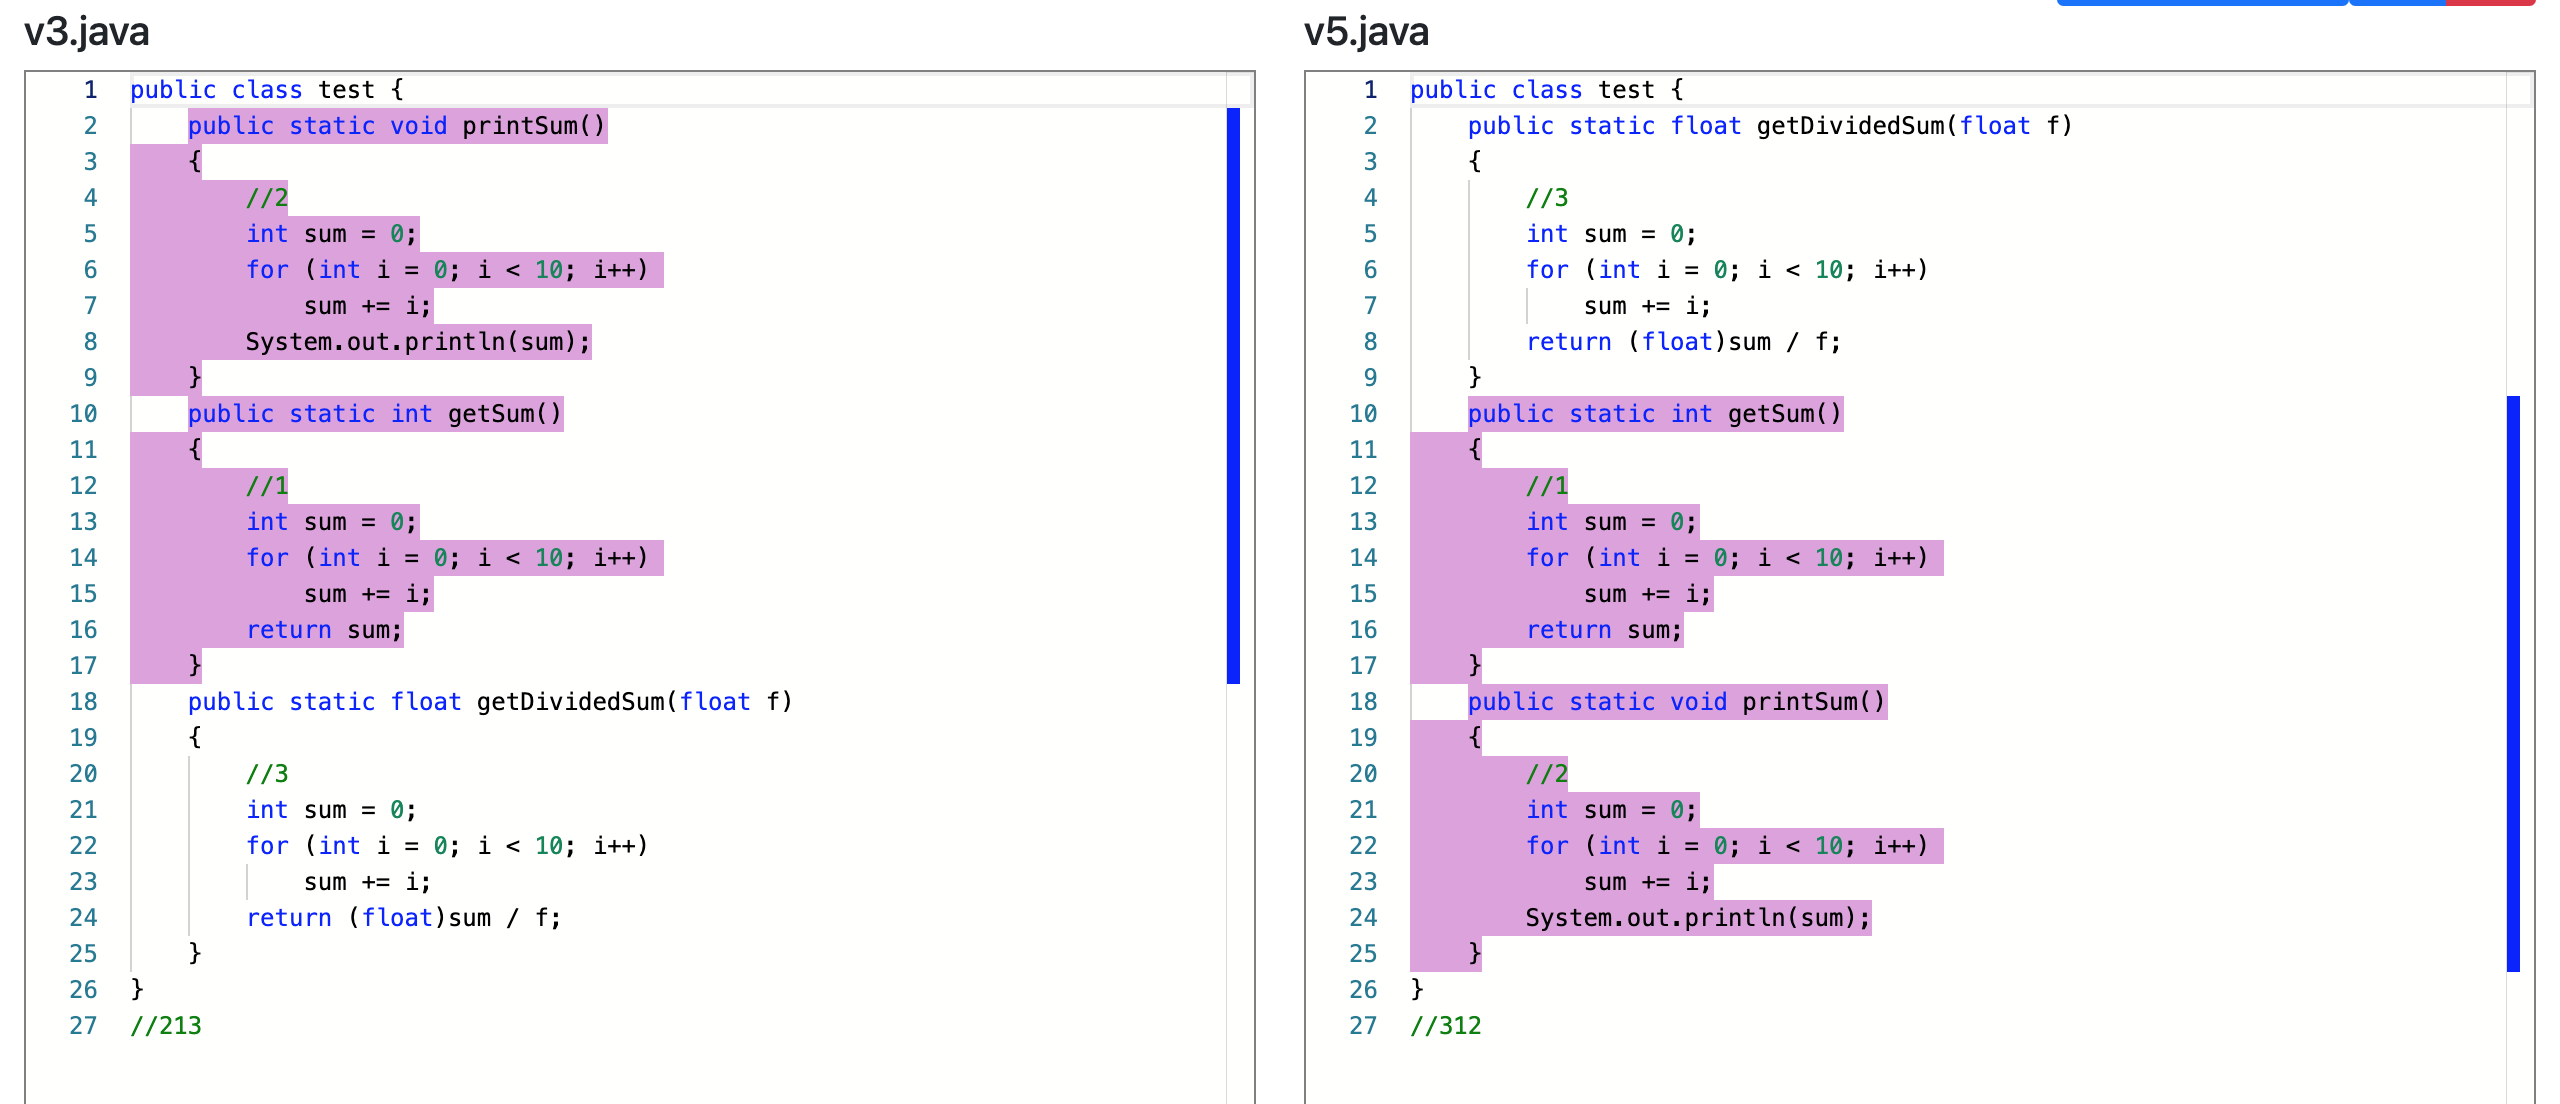 v3.java
1 public class test {
2 public static void printSum()
3 {
4 //2
5 int sum = 0;
6 for (int i = 0; i < 10; i++)
7 sum += i;
8 System.out.println(sum);
9 }
10 public static int getSum()
11 {
12 //1
13 int sum = 0;
14 for (int i = 0; i < 10; i++)
15 sum += i;
16 return sum;
17 }
18 public static float getDividedSum(float f)
19 {
20 //3
21 int sum = 0;
22 for (int i = 0; i < 10; i++)
23 sum += i;
24 return (float)sum / f;
25 }
26 }
27 //213
v5.java
1 public class test {
2 public static float getDividedSum(float f)
3 {
4 //3
5 int sum = 0;
6 for (int i = 0; i < 10; i++)
7 sum += i;
8 return (float)sum / f;
9 }
10 public static int getSum()
11 {
12 //1
13 int sum = 0;
14 for (int i = 0; i < 10; i++)
15 sum += i;
16 return sum;
17 }
18 public static void printSum()
19 {
20 //2
21 int sum = 0;
22 for (int i = 0; i < 10; i++)
23 sum += i;
24 System.out.println(sum);
25 }
26 }
27 //312